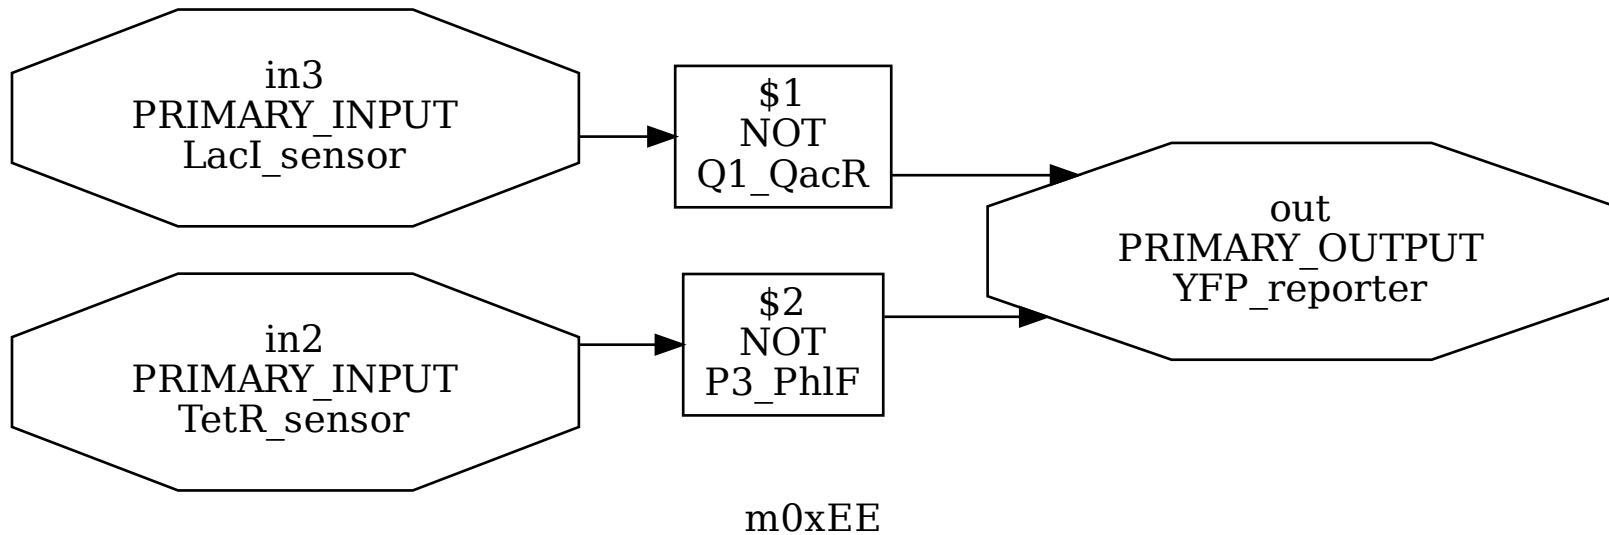 in3
PRIMARY_INPUT
LacI_sensor
$1
NOT
Q1_QacR
in2
PRIMARY_INPUT
TetR_sensor
$2
NOT
P3_PhlF
out
PRIMARY_OUTPUT
YFP_reporter
m0xEE